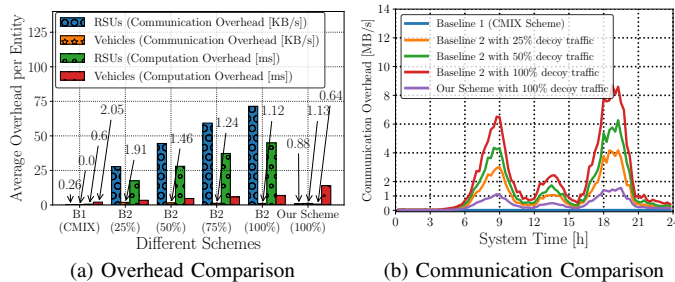 RSUs (Communication Overhead [KB/s])
Vehicles (Communication Overhead [KB/s])
RSUs (Computation Overhead [ms])
Vehicles (Computation Overhead [ms])
Average Overhead per Entity
125
100
75
50
25
0
0.26
0.0
0.6
2.05
1.91
1.46
1.24
1.12
0.88
1.13
0.64
B1 (CMIX)
B2 (25%)
B2 (50%)
B2 (75%)
B2 (100%)
Our Scheme (100%)
Different Schemes
(a) Overhead Comparison
Baseline 1 (CMIX Scheme)
Baseline 2 with 25% decoy traffic
Baseline 2 with 50% decoy traffic
Baseline 2 with 100% decoy traffic
Our Scheme with 100% decoy traffic
Communication Overhead [MB/s]
14
12
10
8
6
4
2
1
0
0 3 6 9 12 15 18 21 24
System Time [h]
(b) Communication Comparison